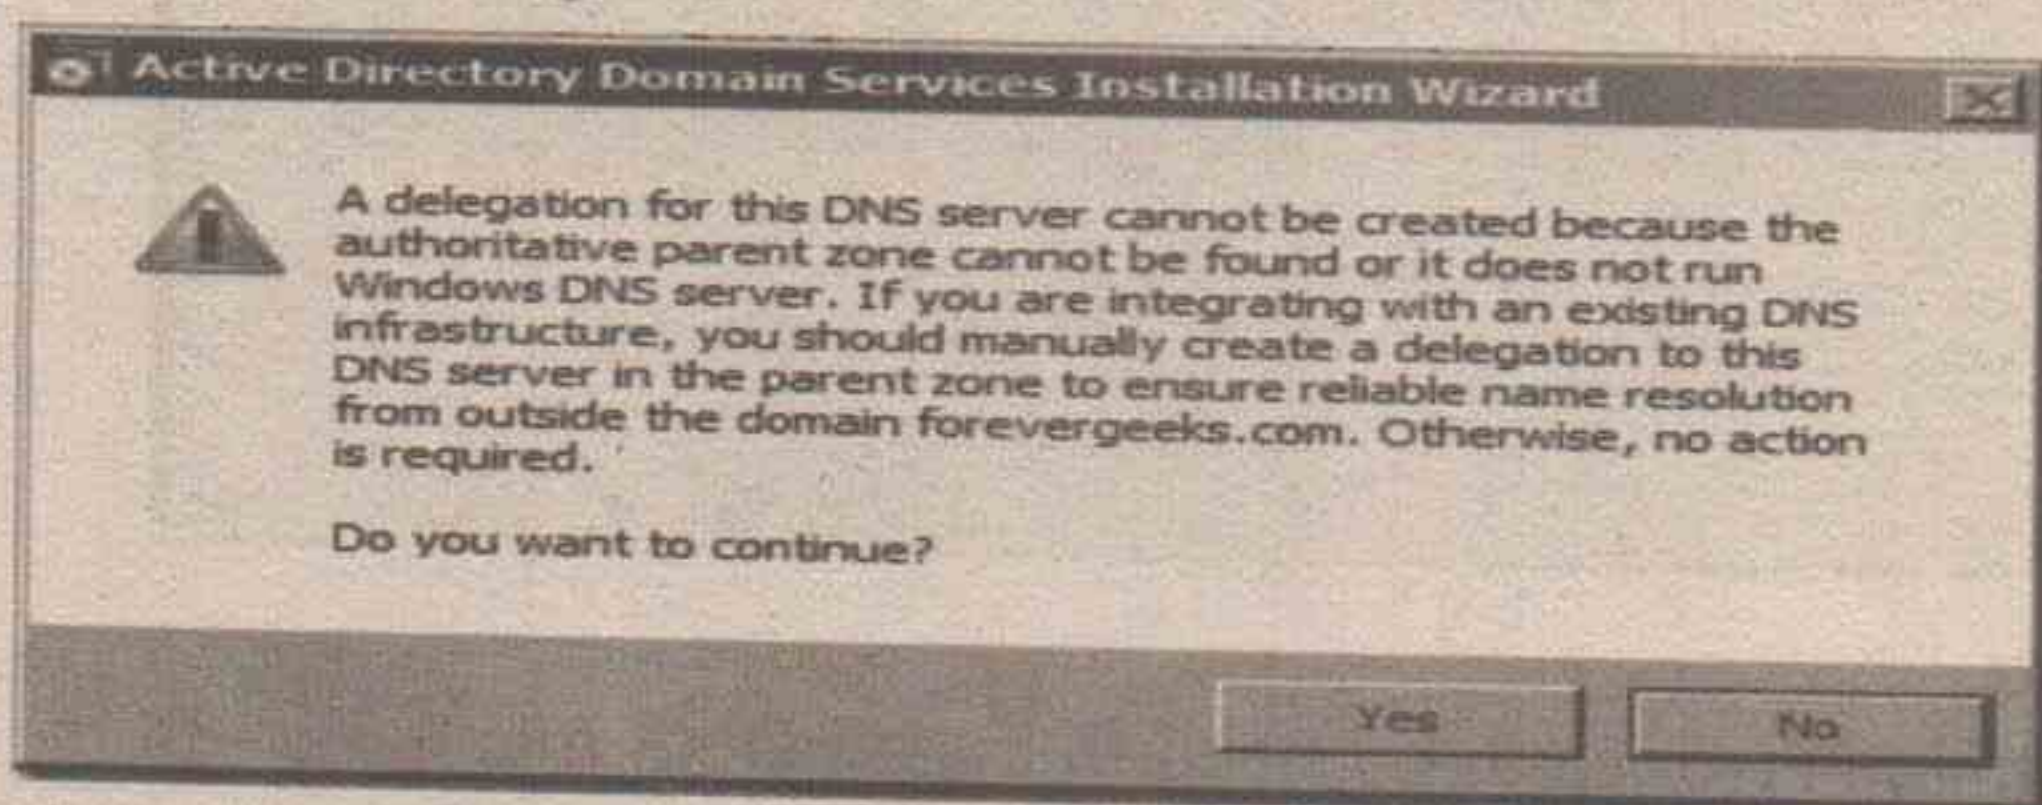 Active Directory Domain Services Installation Wizard
A delegation for this DNS server cannot be created because the
authoritative parent zone cannot be found or it does not run
Windows DNS server. If you are integrating with an existing DNS
infrastructure, you should manually create a delegation to this
DNS server in the parent zone to ensure reliable name resolution
from outside the domain forevergeeks.com. Otherwise, no action
is required.
Do you want to continue?
Yes
No